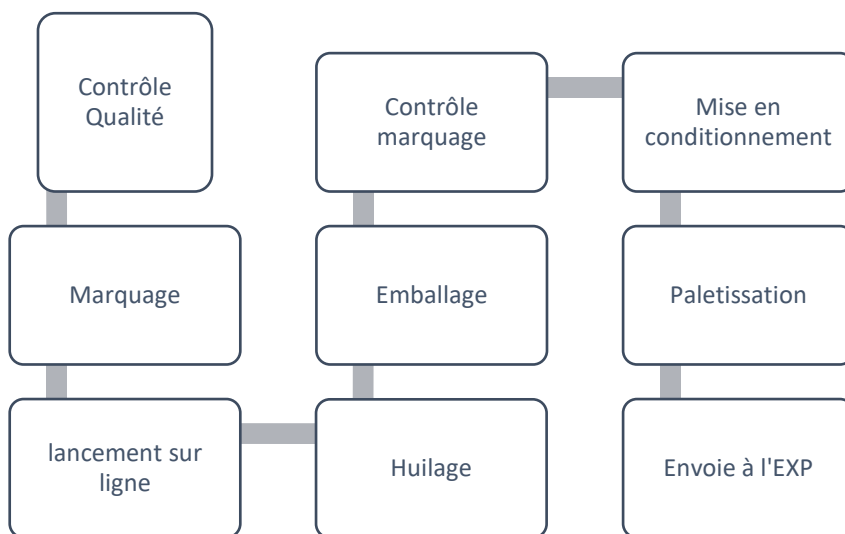 Contrôle
Qualité
Marquage
lancement sur
ligne
Huilage
Emballage
Contrôle
marquage
Mise en
conditionnement
Paletissation
Envoie à l'EXP